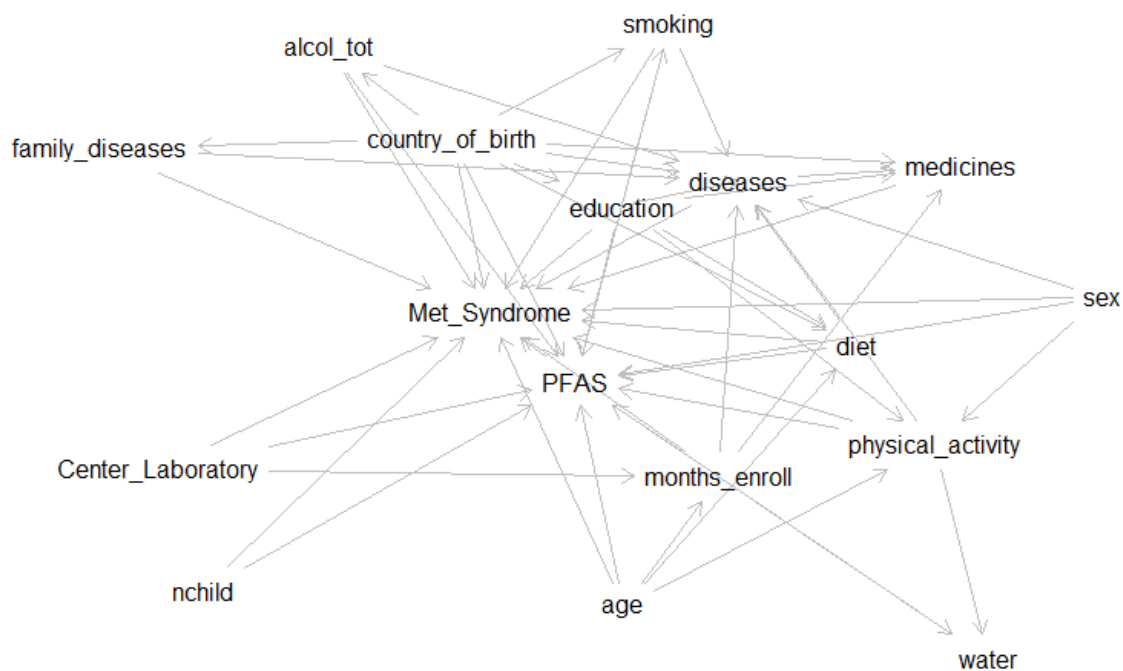 smoking
alcol_tot
country_of_birth
family_diseases
medicines
diseases
education
sex
Met_Syndrome
diet
PFAS
physical_activity
Center_Laboratory
months_enroll
nchild
age
water